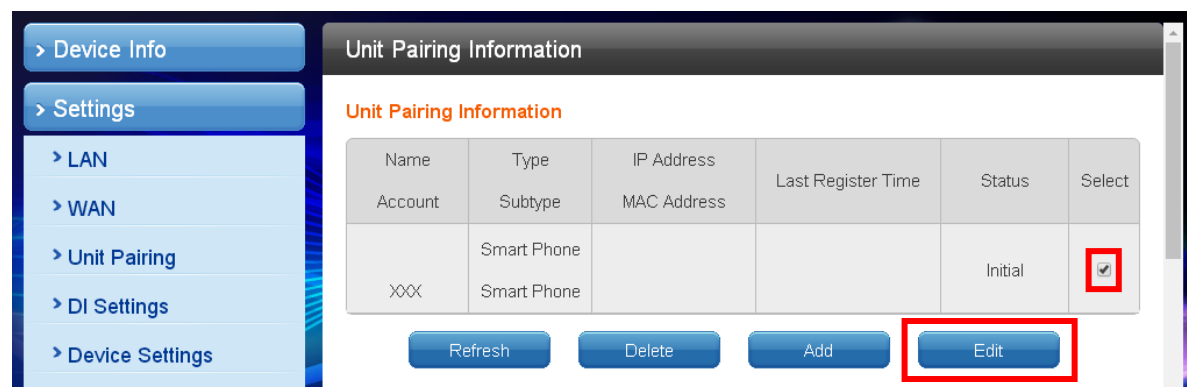 > Device Info
> Settings
> LAN
> WAN
> Unit Pairing
> DI Settings
> Device Settings
Unit Pairing Information
Unit Pairing Information
Name Type IP Address Last Register Time Status Select
Account Subtype MAC Address
Smart Phone Initial
XXX Smart Phone
Refresh Delete Add Edit